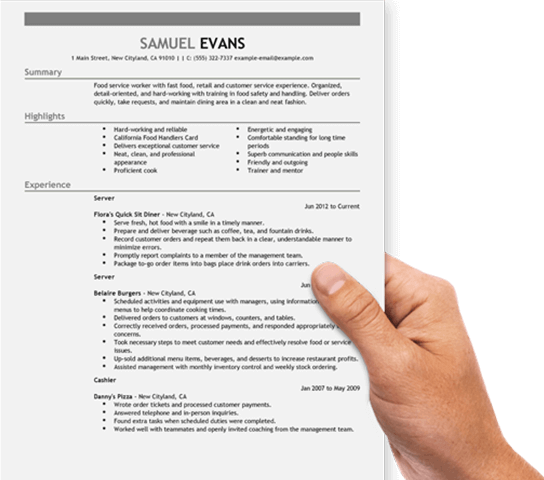 SAMUEL EVANS
1 Main Street, New Cityland, CA 91010 | | C: (555) 322-7337 example-email@example.com
Summary
Food service worker with fast food, retail and customer service experience. Organized,
detail-oriented, and hard-working with training in food safety and handling. Deliver orders
quickly, take requests, and maintain dining area in a clean and neat fashion.
Highlights
Hard-working and reliable
California Food Handlers Card
Delivers exceptional customer service
Neat, clean, and professional
appearance
Proficient cook
Energetic and engaging
Comfortable standing for long time
periods
Superb communication and people skills
Friendly and outgoing
Trainer and mentor
Experience
Server
Jun 2012 to Current
Flora's Quick Sit Diner - New Cityland, CA
Serve fresh, hot food with a smile in a timely manner.
Prepare and deliver beverage such as coffee, tea, and fountain drinks.
Record customer orders and repeat them back in a clear, understandable manner to
minimize errors.
Promptly report complaints to a member of the management team.
Package to-go order items into bags place drink orders into carriers.
Server
Jun
Belaire Burgers - New Cityland, CA
Scheduled activities and equipment use with managers, using information
menus to help coordinate cooking times.
Delivered orders to customers at windows, counters, and tables.
Correctly received orders, processed payments, and responded appropriately
concerns.
Took necessary steps to meet customer needs and effectively resolve food or service
issues.
Up-sold additional menu items, beverages, and desserts to increase restaurant profits.
Assisted management with monthly inventory control and weekly stock ordering.
Cashier
Jan 2007 to May 2009
Danny's Pizza - New Cityland, CA
Wrote order tickets and processed customer payments.
Answered telephone and in-person inquiries.
Found extra tasks when scheduled duties were completed.
Worked well with teammates and openly invited coaching from the management team.